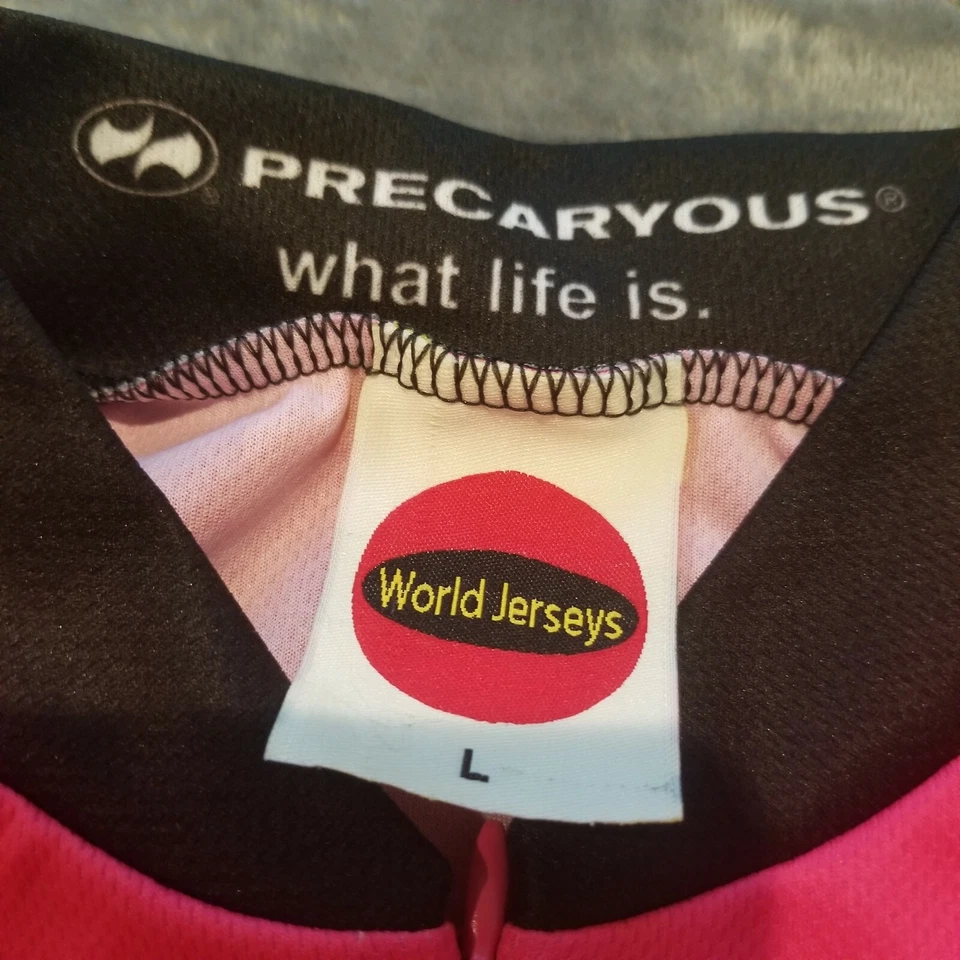 PRECARYOUS®
what life is.
World Jerseys
L